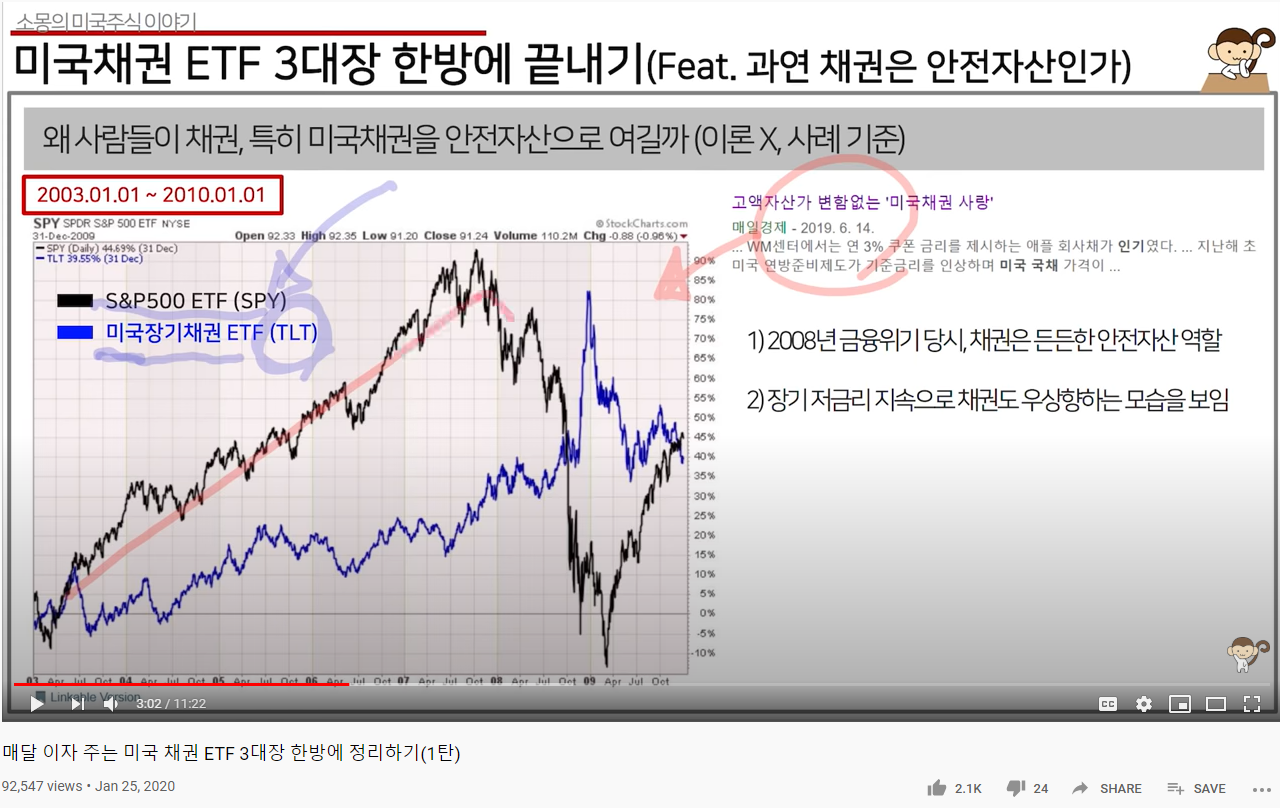 소몽의 미국주식 이야기
미국채권 ETF 3대장 한방에 끝내기(Feat. 과연 채권은 안전자산인가)
왜 사람들이 채권, 특히 미국채권을 안전자산으로 여길까 (이론 X, 사례 기준)
2003.01.01 ~ 2010.01.01
SPY SPDR S&P 500 ETF NYSE
© StockCharts.com
31-Dec-2009
Open 92.33 High 92.35 Low 91.20 Close 91.24 Volume 110.2M Chg -0.88 (-0.96%)
SPY (Daily) 44.69% (31 Dec)
TLT 39.55% (31 Dec)
S&P500 ETF (SPY)
미국장기채권 ETF (TLT)
90%
85%
80%
75%
70%
65%
60%
55%
50%
45%
40%
35%
30%
25%
20%
15%
10%
5%
0%
-5%
-10%
03 Apr Jul Oct 04 Apr Jul Oct 05 Apr Jul Oct 06 Apr Jul Oct 07 Apr Jul Oct 08 Apr Jul Oct 09 Apr Jul Oct
Linkable Version
고액자산가 변함없는 '미국채권 사랑'
매일경제 - 2019. 6. 14.
... WM센터에서는 연 3% 쿠폰 금리를 제시하는 애플 회사채가 인기였다. ... 지난해 초
미국 연방준비제도가 기준금리를 인상하며 미국 국채 가격이 ...
1) 2008년 금융위기 당시, 채권은 든든한 안전자산 역할
2) 장기 저금리 지속으로 채권도 우상향하는 모습을 보임
3:02 / 11:22
CC
매달 이자 주는 미국 채권 ETF 3대장 한방에 정리하기(1탄)
92,547 views • Jan 25, 2020
2.1K
24
SHARE
SAVE